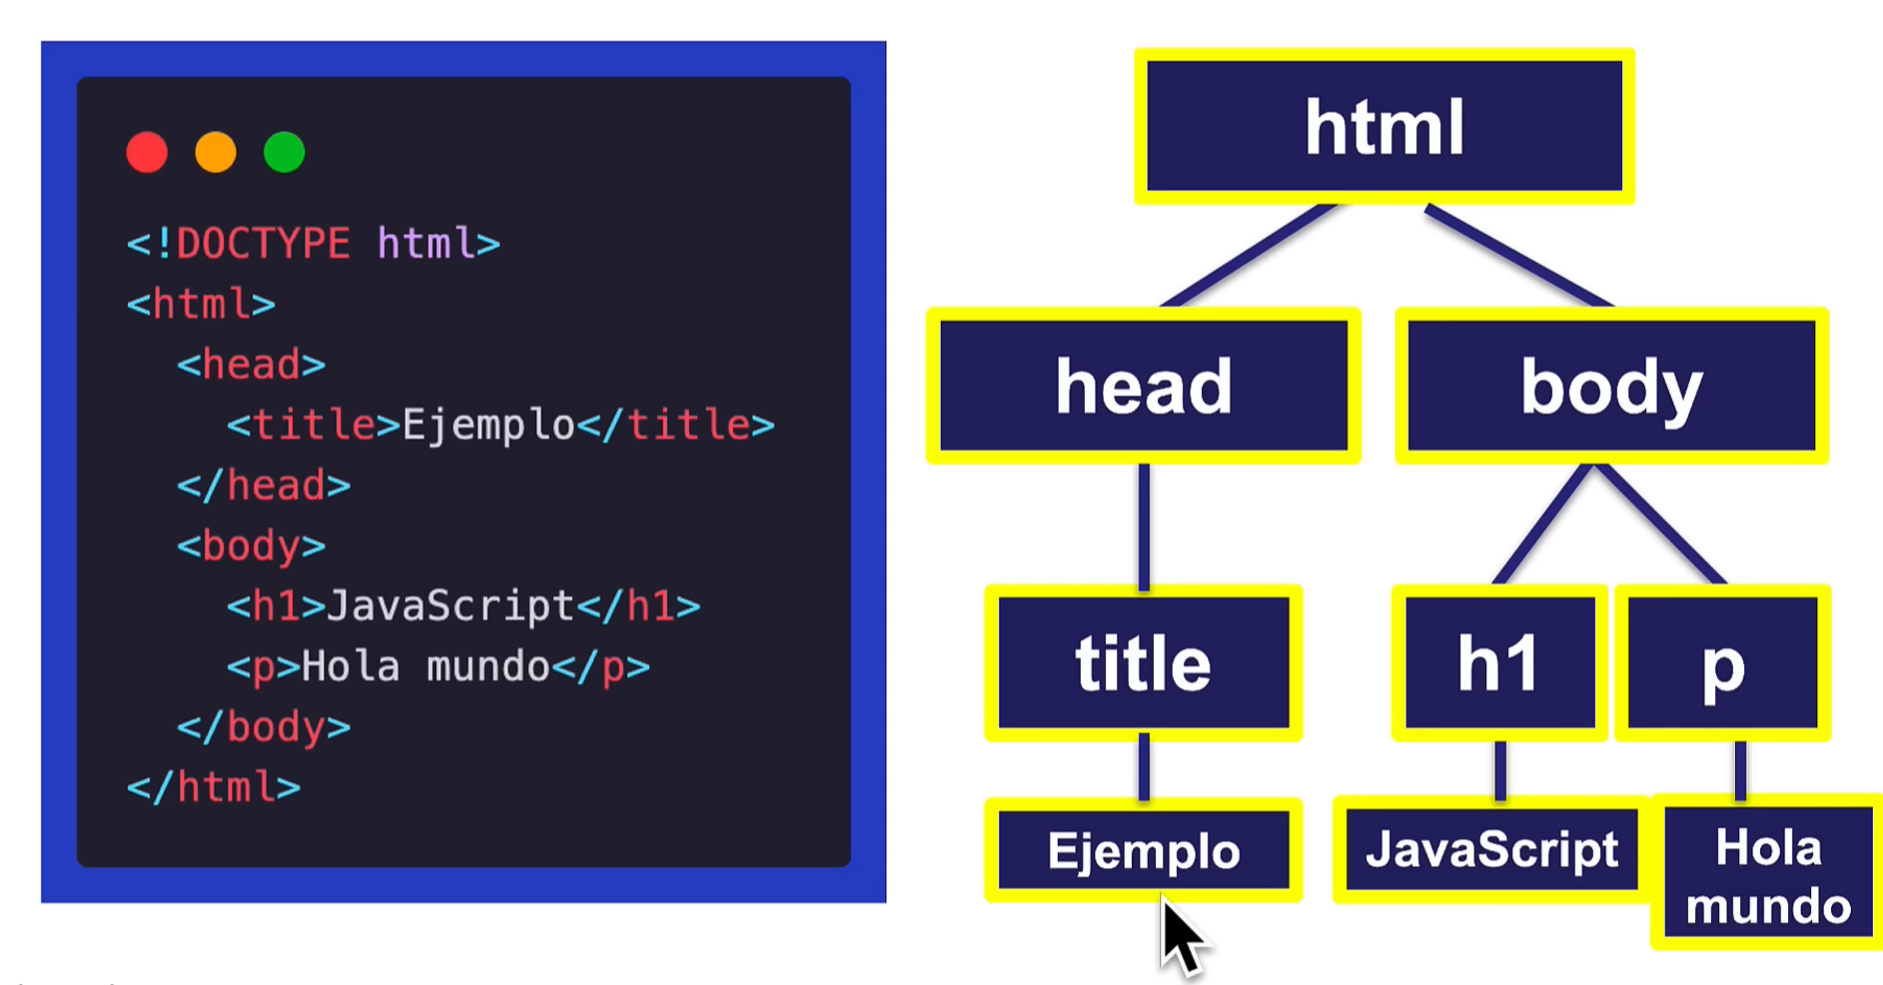 <!DOCTYPE html>
<html>
<head>
<title>Ejemplo</title>
</head>
<body>
<h1>JavaScript</h1>
<p>Hola mundo</p>
</body>
</html>
html
head
body
title
h1
p
Ejemplo
JavaScript
Hola
mundo